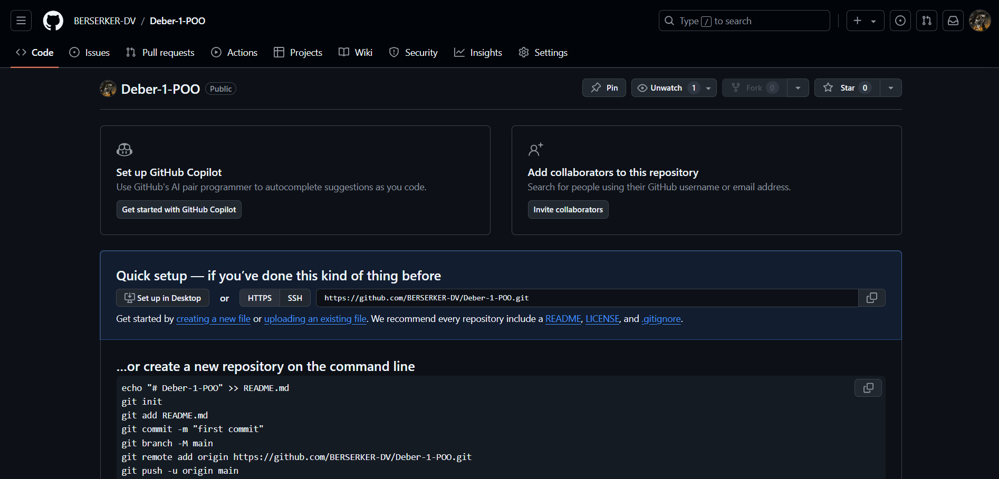 BERSERKER-DV / Deber-1-POO
Type / to search
Code Issues Pull requests Actions Projects Wiki Security Insights Settings
Deber-1-POO Public
Pin Unwatch 1 Fork 0 Star 0
Set up GitHub Copilot
Use GitHub's AI pair programmer to autocomplete suggestions as you code.
Get started with GitHub Copilot
Add collaborators to this repository
Search for people using their GitHub username or email address.
Invite collaborators
Quick setup — if you’ve done this kind of thing before
Set up in Desktop or HTTPS SSH https://github.com/BERSERKER-DV/Deber-1-POO.git
Get started by creating a new file or uploading an existing file. We recommend every repository include a README, LICENSE, and .gitignore.
…or create a new repository on the command line
echo "# Deber-1-POO" >> README.md
git init
git add README.md
git commit -m "first commit"
git branch -M main
git remote add origin https://github.com/BERSERKER-DV/Deber-1-POO.git
git push -u origin main